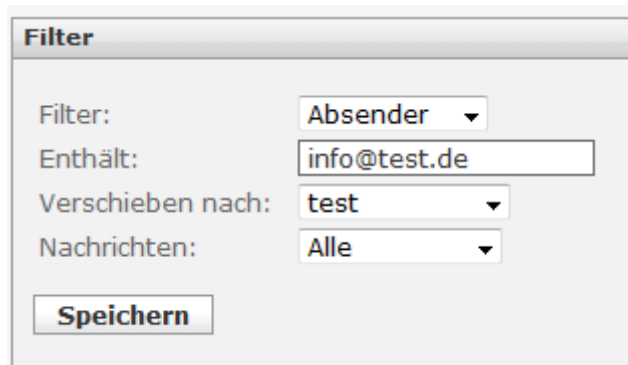 Filter
Filter: Absender
Enthält: info@test.de
Verschieben nach: test
Nachrichten: Alle
Speichern